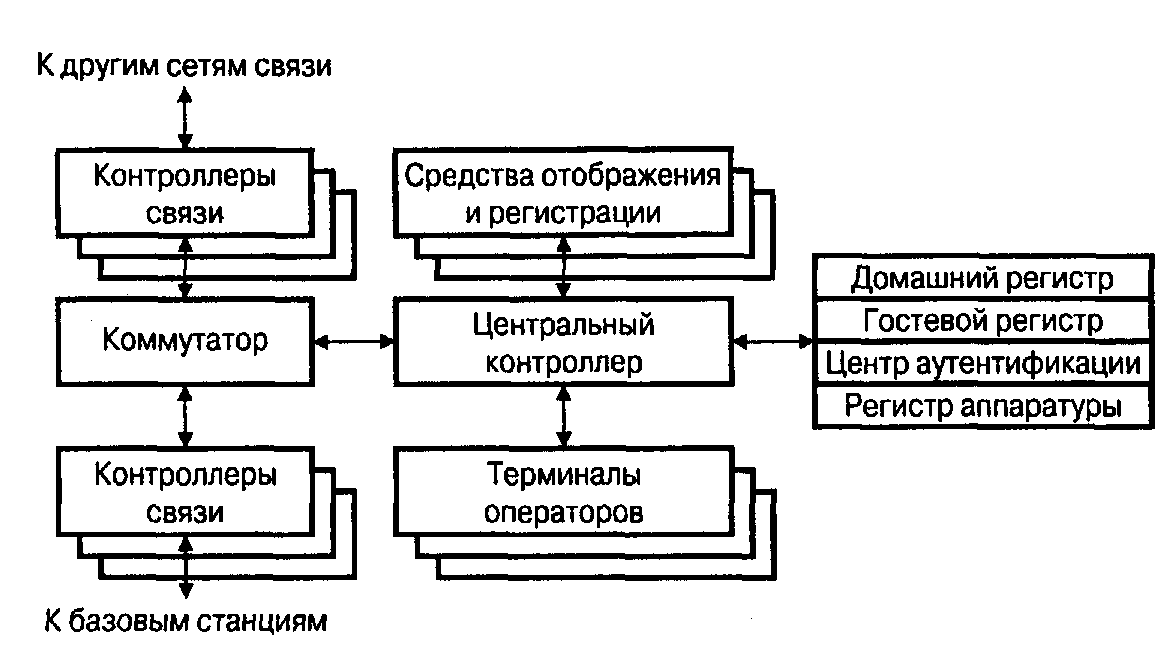 К другим сетям связи
Контроллеры
связи
Средства отображения
и регистрации
Коммутатор
Центральный
контроллер
Домашний регистр
Гостевой регистр
Центр аутентификации
Регистр аппаратуры
Контроллеры
связи
Терминалы
операторов
К базовым станциям